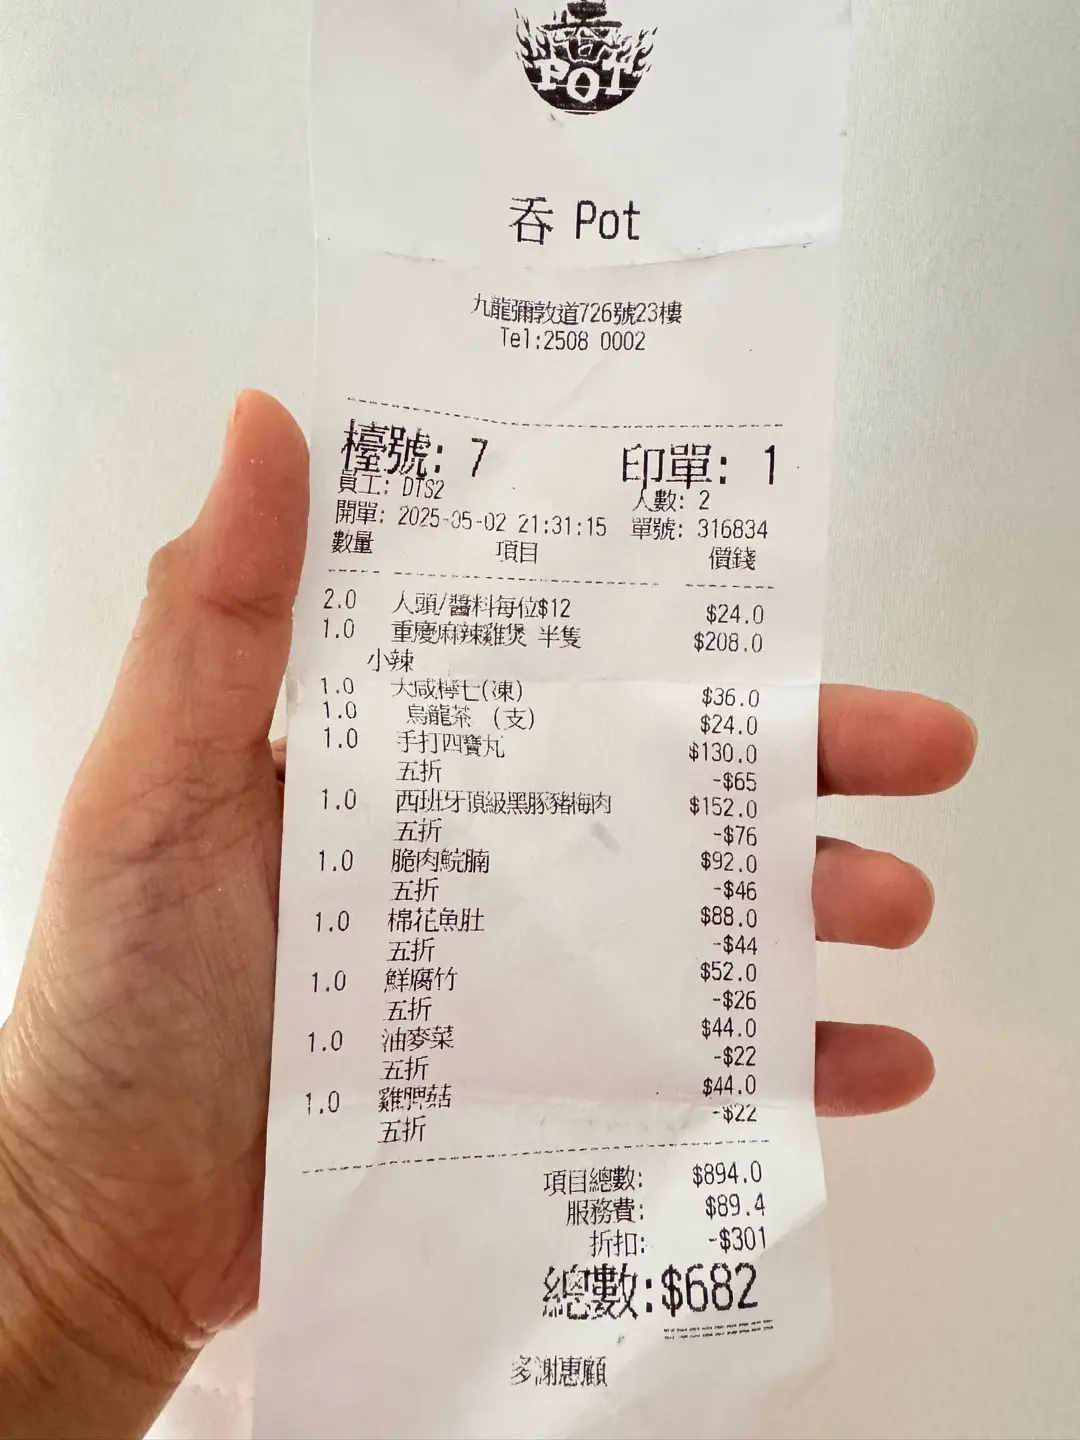 POT
吞 Pot
九龍彌敦道726號23樓
Tel:2508 0002
檯號: 7 印單: 1
員工: DTS2 人數: 2
開單: 2025-05-02 21:31:15 單號: 316834
數量 項目 價錢
2.0 人頭/醬料每位$12 $24.0
1.0 重慶麻辣雞煲 半隻 $208.0
小辣
1.0 大咸檸七(凍) $36.0
1.0 烏龍茶 (支) $24.0
1.0 手打四寶丸 $130.0
五折 -$65
1.0 西班牙頂級黑豚豬梅肉 $152.0
五折 -$76
1.0 脆肉鯇腩 $92.0
五折 -$46
1.0 棉花魚肚 $88.0
五折 -$44
1.0 鮮腐竹 $52.0
五折 -$26
1.0 油麥菜 $44.0
五折 -$22
1.0 雞脾菇 $44.0
五折 -$22
項目總數: $894.0
服務費: $89.4
折扣: -$301
總數:$682
多謝惠顧